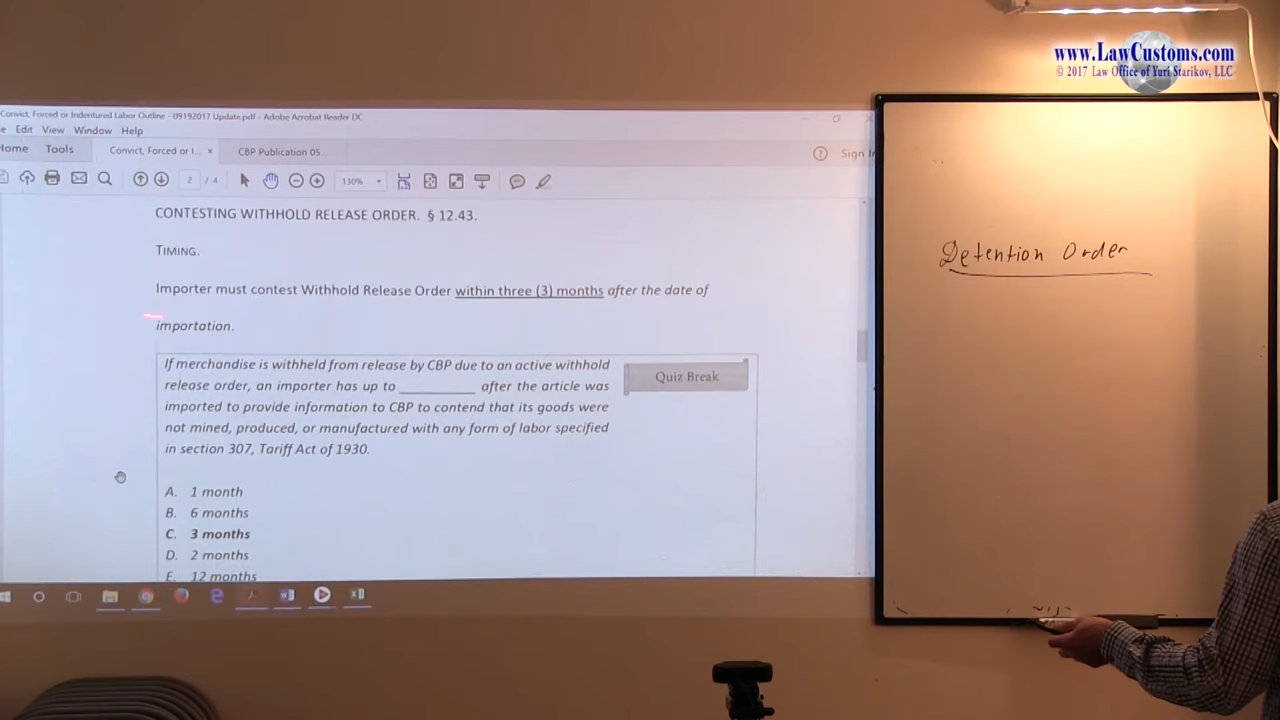 www.LawCustoms.com
© 2017 Law Office of Yuri Starikov, LLC
Convict, Forced or Indentured Labor Outline - 09192017 Update.pdf - Adobe Acrobat Reader DC
Edit View Window Help
Home Tools Convict, Forced or I... × CBP Publication 05... ? Sign In
2 / 4 130%
CONTESTING WITHHOLD RELEASE ORDER. § 12.43.
TIMING.
Importer must contest Withhold Release Order within three (3) months after the date of
importation.
If merchandise is withheld from release by CBP due to an active withhold
release order, an importer has up to __________ after the article was
imported to provide information to CBP to contend that its goods were
not mined, produced, or manufactured with any form of labor specified
in section 307, Tariff Act of 1930.
Quiz Break
A. 1 month
B. 6 months
C. 3 months
D. 2 months
E. 12 months
Detention Order